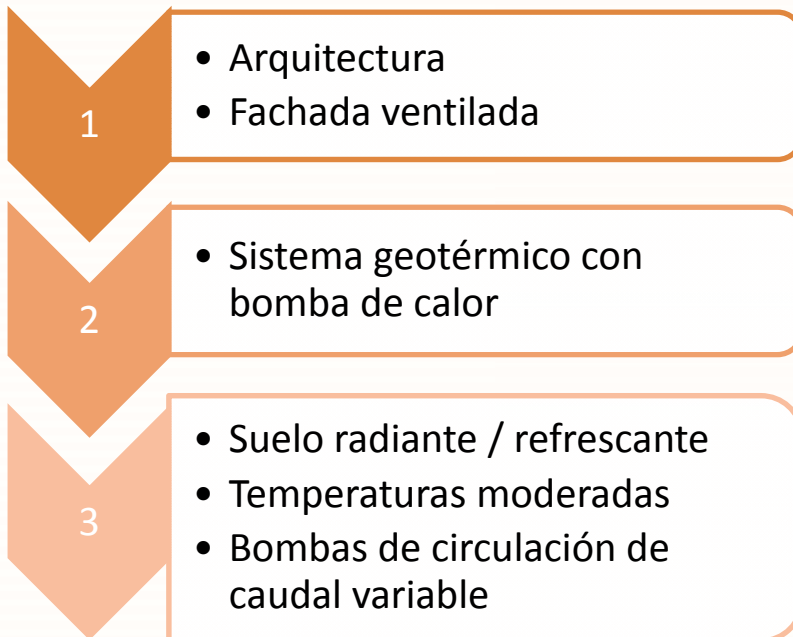 1
• Arquitectura
• Fachada ventilada
2
• Sistema geotérmico con
bomba de calor
3
• Suelo radiante / refrescante
• Temperaturas moderadas
• Bombas de circulación de
caudal variable